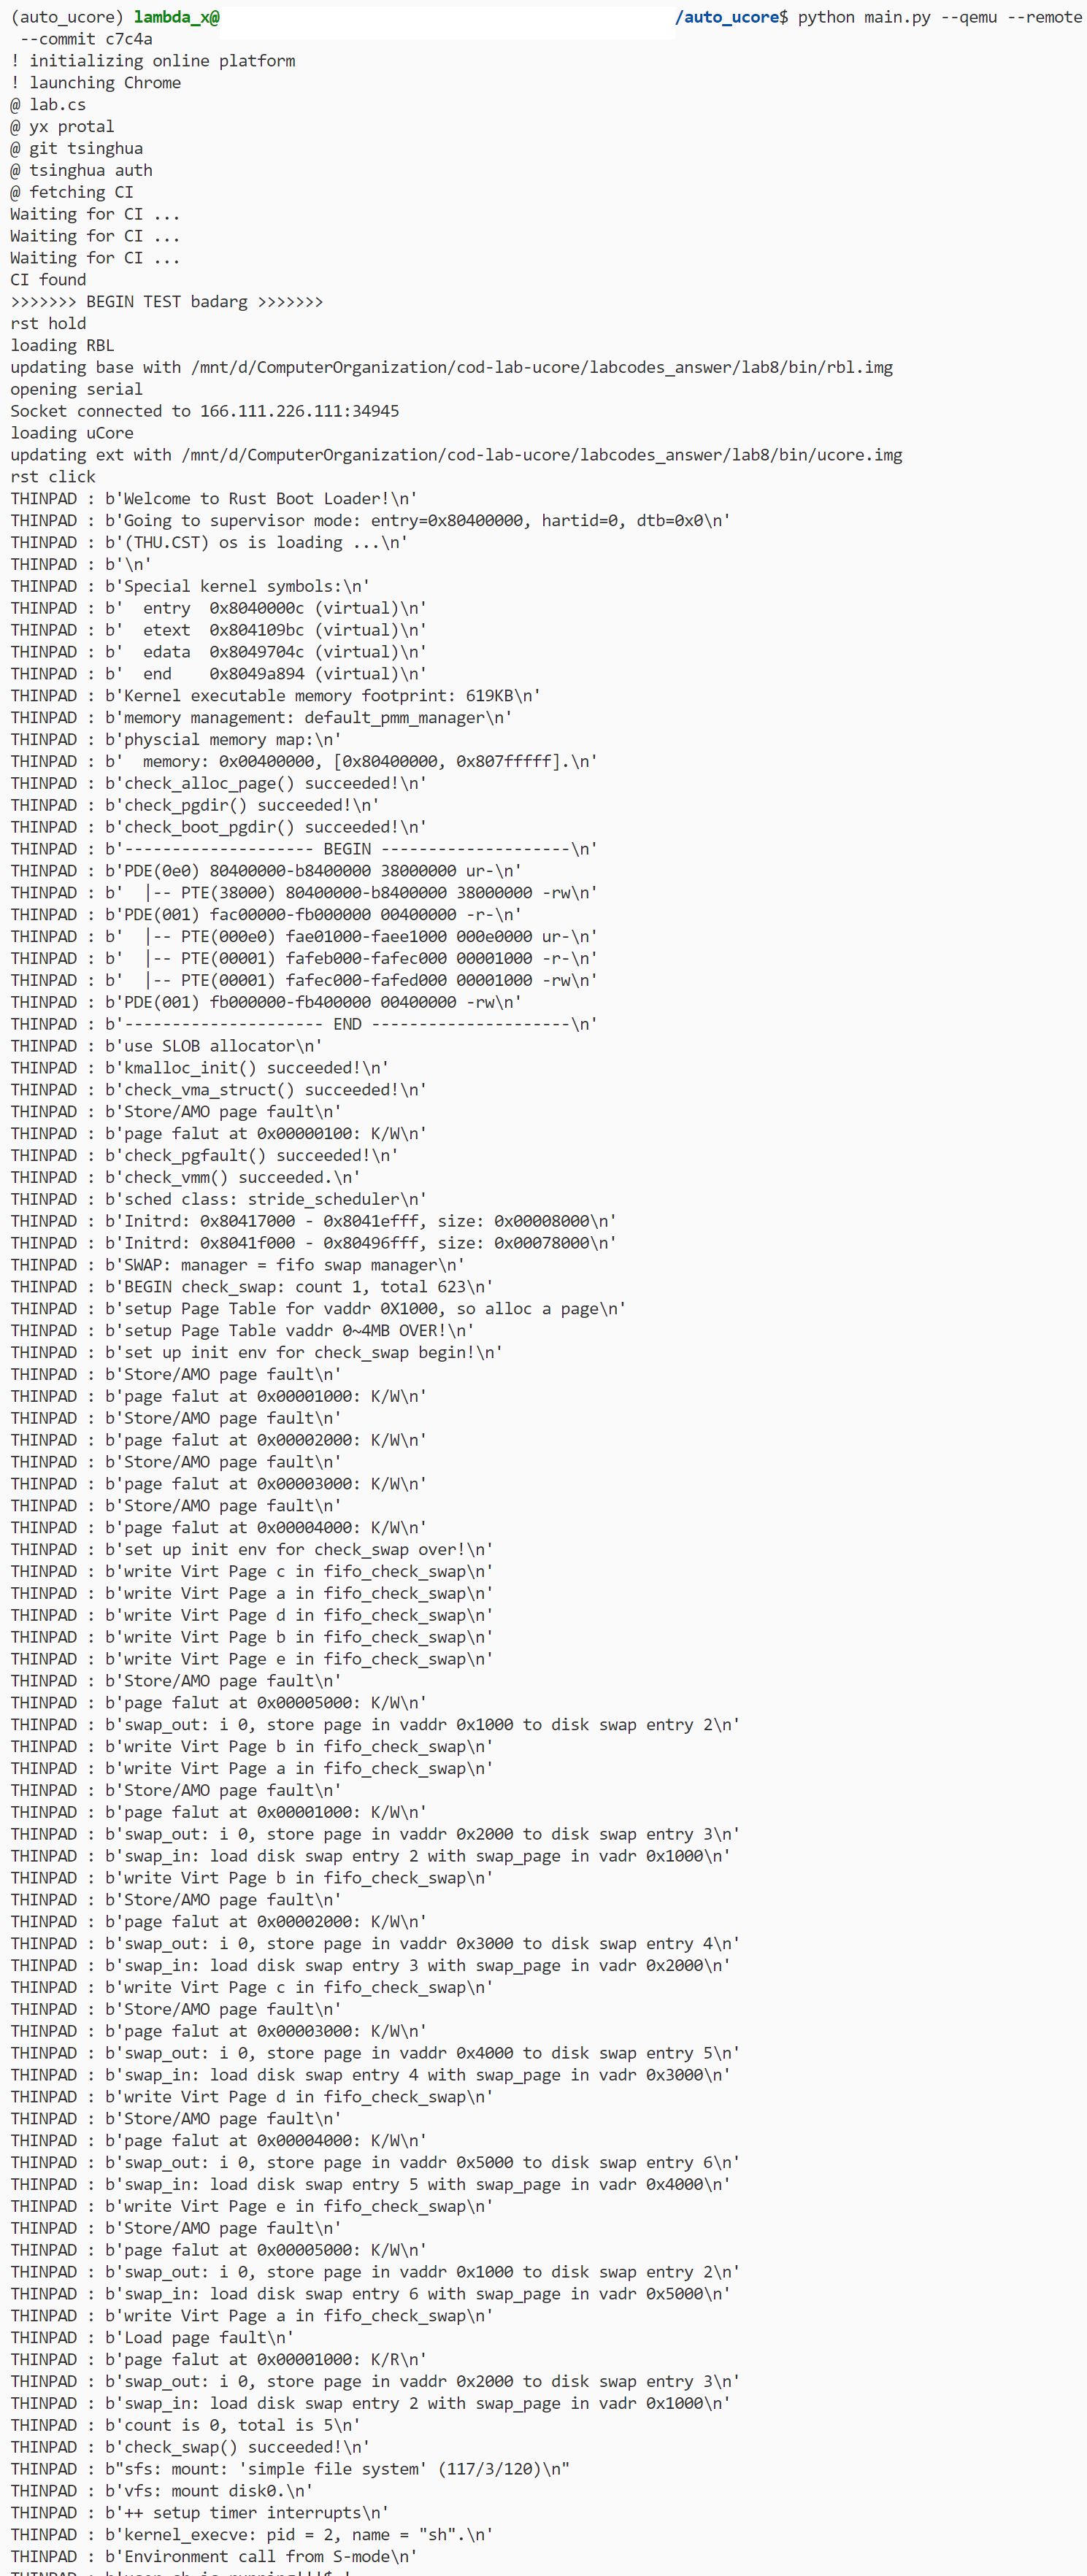 (auto_ucore) lambda_x@ /auto_ucore$ python main.py --qemu --remote
--commit c7c4a
! initializing online platform
! launching Chrome
@ lab.cs
@ yx protal
@ git tsinghua
@ tsinghua auth
@ fetching CI
Waiting for CI ...
Waiting for CI ...
Waiting for CI ...
CI found
>>>>>>> BEGIN TEST badarg >>>>>>>
rst hold
loading RBL
updating base with /mnt/d/ComputerOrganization/cod-lab-ucore/labcodes_answer/lab8/bin/rbl.img
opening serial
Socket connected to 166.111.226.111:34945
loading uCore
updating ext with /mnt/d/ComputerOrganization/cod-lab-ucore/labcodes_answer/lab8/bin/ucore.img
rst click
THINPAD : b'Welcome to Rust Boot Loader!\n'
THINPAD : b'Going to supervisor mode: entry=0x80400000, hartid=0, dtb=0x0\n'
THINPAD : b'(THU.CST) os is loading ...\n'
THINPAD : b'\n'
THINPAD : b'Special kernel symbols:\n'
THINPAD : b'  entry  0x8040000c (virtual)\n'
THINPAD : b'  etext  0x804109bc (virtual)\n'
THINPAD : b'  edata  0x8049704c (virtual)\n'
THINPAD : b'  end    0x8049a894 (virtual)\n'
THINPAD : b'Kernel executable memory footprint: 619KB\n'
THINPAD : b'memory management: default_pmm_manager\n'
THINPAD : b'physcial memory map:\n'
THINPAD : b'  memory: 0x00400000, [0x80400000, 0x807fffff].\n'
THINPAD : b'check_alloc_page() succeeded!\n'
THINPAD : b'check_pgdir() succeeded!\n'
THINPAD : b'check_boot_pgdir() succeeded!\n'
THINPAD : b'-------------------- BEGIN --------------------\n'
THINPAD : b'PDE(0e0) 80400000-b8400000 38000000 ur-\n'
THINPAD : b'  |-- PTE(38000) 80400000-b8400000 38000000 -rw\n'
THINPAD : b'PDE(001) fac00000-fb000000 00400000 -r-\n'
THINPAD : b'  |-- PTE(000e0) fae01000-faee1000 000e0000 ur-\n'
THINPAD : b'  |-- PTE(00001) fafeb000-fafec000 00001000 -r-\n'
THINPAD : b'  |-- PTE(00001) fafec000-fafed000 00001000 -rw\n'
THINPAD : b'PDE(001) fb000000-fb400000 00400000 -rw\n'
THINPAD : b'--------------------- END ---------------------\n'
THINPAD : b'use SLOB allocator\n'
THINPAD : b'kmalloc_init() succeeded!\n'
THINPAD : b'check_vma_struct() succeeded!\n'
THINPAD : b'Store/AMO page fault\n'
THINPAD : b'page falut at 0x00000100: K/W\n'
THINPAD : b'check_pgfault() succeeded!\n'
THINPAD : b'check_vmm() succeeded.\n'
THINPAD : b'sched class: stride_scheduler\n'
THINPAD : b'Initrd: 0x80417000 - 0x8041efff, size: 0x00008000\n'
THINPAD : b'Initrd: 0x8041f000 - 0x80496fff, size: 0x00078000\n'
THINPAD : b'SWAP: manager = fifo swap manager\n'
THINPAD : b'BEGIN check_swap: count 1, total 623\n'
THINPAD : b'setup Page Table for vaddr 0X1000, so alloc a page\n'
THINPAD : b'setup Page Table vaddr 0~4MB OVER!\n'
THINPAD : b'set up init env for check_swap begin!\n'
THINPAD : b'Store/AMO page fault\n'
THINPAD : b'page falut at 0x00001000: K/W\n'
THINPAD : b'Store/AMO page fault\n'
THINPAD : b'page falut at 0x00002000: K/W\n'
THINPAD : b'Store/AMO page fault\n'
THINPAD : b'page falut at 0x00003000: K/W\n'
THINPAD : b'Store/AMO page fault\n'
THINPAD : b'page falut at 0x00004000: K/W\n'
THINPAD : b'set up init env for check_swap over!\n'
THINPAD : b'write Virt Page c in fifo_check_swap\n'
THINPAD : b'write Virt Page a in fifo_check_swap\n'
THINPAD : b'write Virt Page d in fifo_check_swap\n'
THINPAD : b'write Virt Page b in fifo_check_swap\n'
THINPAD : b'write Virt Page e in fifo_check_swap\n'
THINPAD : b'Store/AMO page fault\n'
THINPAD : b'page falut at 0x00005000: K/W\n'
THINPAD : b'swap_out: i 0, store page in vaddr 0x1000 to disk swap entry 2\n'
THINPAD : b'write Virt Page b in fifo_check_swap\n'
THINPAD : b'write Virt Page a in fifo_check_swap\n'
THINPAD : b'Store/AMO page fault\n'
THINPAD : b'page falut at 0x00001000: K/W\n'
THINPAD : b'swap_out: i 0, store page in vaddr 0x2000 to disk swap entry 3\n'
THINPAD : b'swap_in: load disk swap entry 2 with swap_page in vadr 0x1000\n'
THINPAD : b'write Virt Page b in fifo_check_swap\n'
THINPAD : b'Store/AMO page fault\n'
THINPAD : b'page falut at 0x00002000: K/W\n'
THINPAD : b'swap_out: i 0, store page in vaddr 0x3000 to disk swap entry 4\n'
THINPAD : b'swap_in: load disk swap entry 3 with swap_page in vadr 0x2000\n'
THINPAD : b'write Virt Page c in fifo_check_swap\n'
THINPAD : b'Store/AMO page fault\n'
THINPAD : b'page falut at 0x00003000: K/W\n'
THINPAD : b'swap_out: i 0, store page in vaddr 0x4000 to disk swap entry 5\n'
THINPAD : b'swap_in: load disk swap entry 4 with swap_page in vadr 0x3000\n'
THINPAD : b'write Virt Page d in fifo_check_swap\n'
THINPAD : b'Store/AMO page fault\n'
THINPAD : b'page falut at 0x00004000: K/W\n'
THINPAD : b'swap_out: i 0, store page in vaddr 0x5000 to disk swap entry 6\n'
THINPAD : b'swap_in: load disk swap entry 5 with swap_page in vadr 0x4000\n'
THINPAD : b'write Virt Page e in fifo_check_swap\n'
THINPAD : b'Store/AMO page fault\n'
THINPAD : b'page falut at 0x00005000: K/W\n'
THINPAD : b'swap_out: i 0, store page in vaddr 0x1000 to disk swap entry 2\n'
THINPAD : b'swap_in: load disk swap entry 6 with swap_page in vadr 0x5000\n'
THINPAD : b'write Virt Page a in fifo_check_swap\n'
THINPAD : b'Load page fault\n'
THINPAD : b'page falut at 0x00001000: K/R\n'
THINPAD : b'swap_out: i 0, store page in vaddr 0x2000 to disk swap entry 3\n'
THINPAD : b'swap_in: load disk swap entry 2 with swap_page in vadr 0x1000\n'
THINPAD : b'count is 0, total is 5\n'
THINPAD : b'check_swap() succeeded!\n'
THINPAD : b"sfs: mount: 'simple file system' (117/3/120)\n"
THINPAD : b'vfs: mount disk0.\n'
THINPAD : b'++ setup timer interrupts\n'
THINPAD : b'kernel_execve: pid = 2, name = "sh".\n'
THINPAD : b'Environment call from S-mode\n'